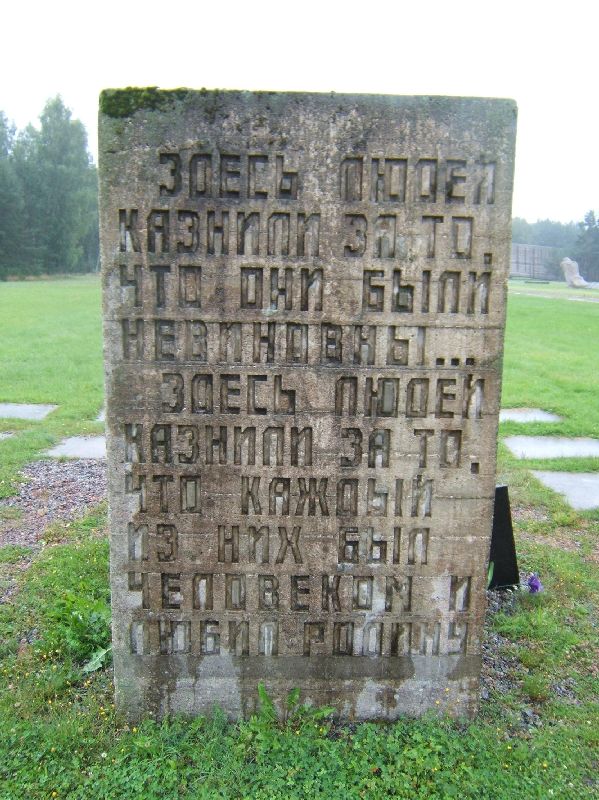 ЗДЕСЬ ЛЮДЕЙ
КАЗНИЛИ ЗА ТО,
ЧТО ОНИ БЫЛИ
НЕВИНОВНЫ...
ЗДЕСЬ ЛЮДЕЙ
КАЗНИЛИ ЗА ТО,
ЧТО КАЖДЫЙ
ИЗ НИХ БЫЛ
ЧЕЛОВЕКОМ И
ЛЮБИЛ РОДИНУ